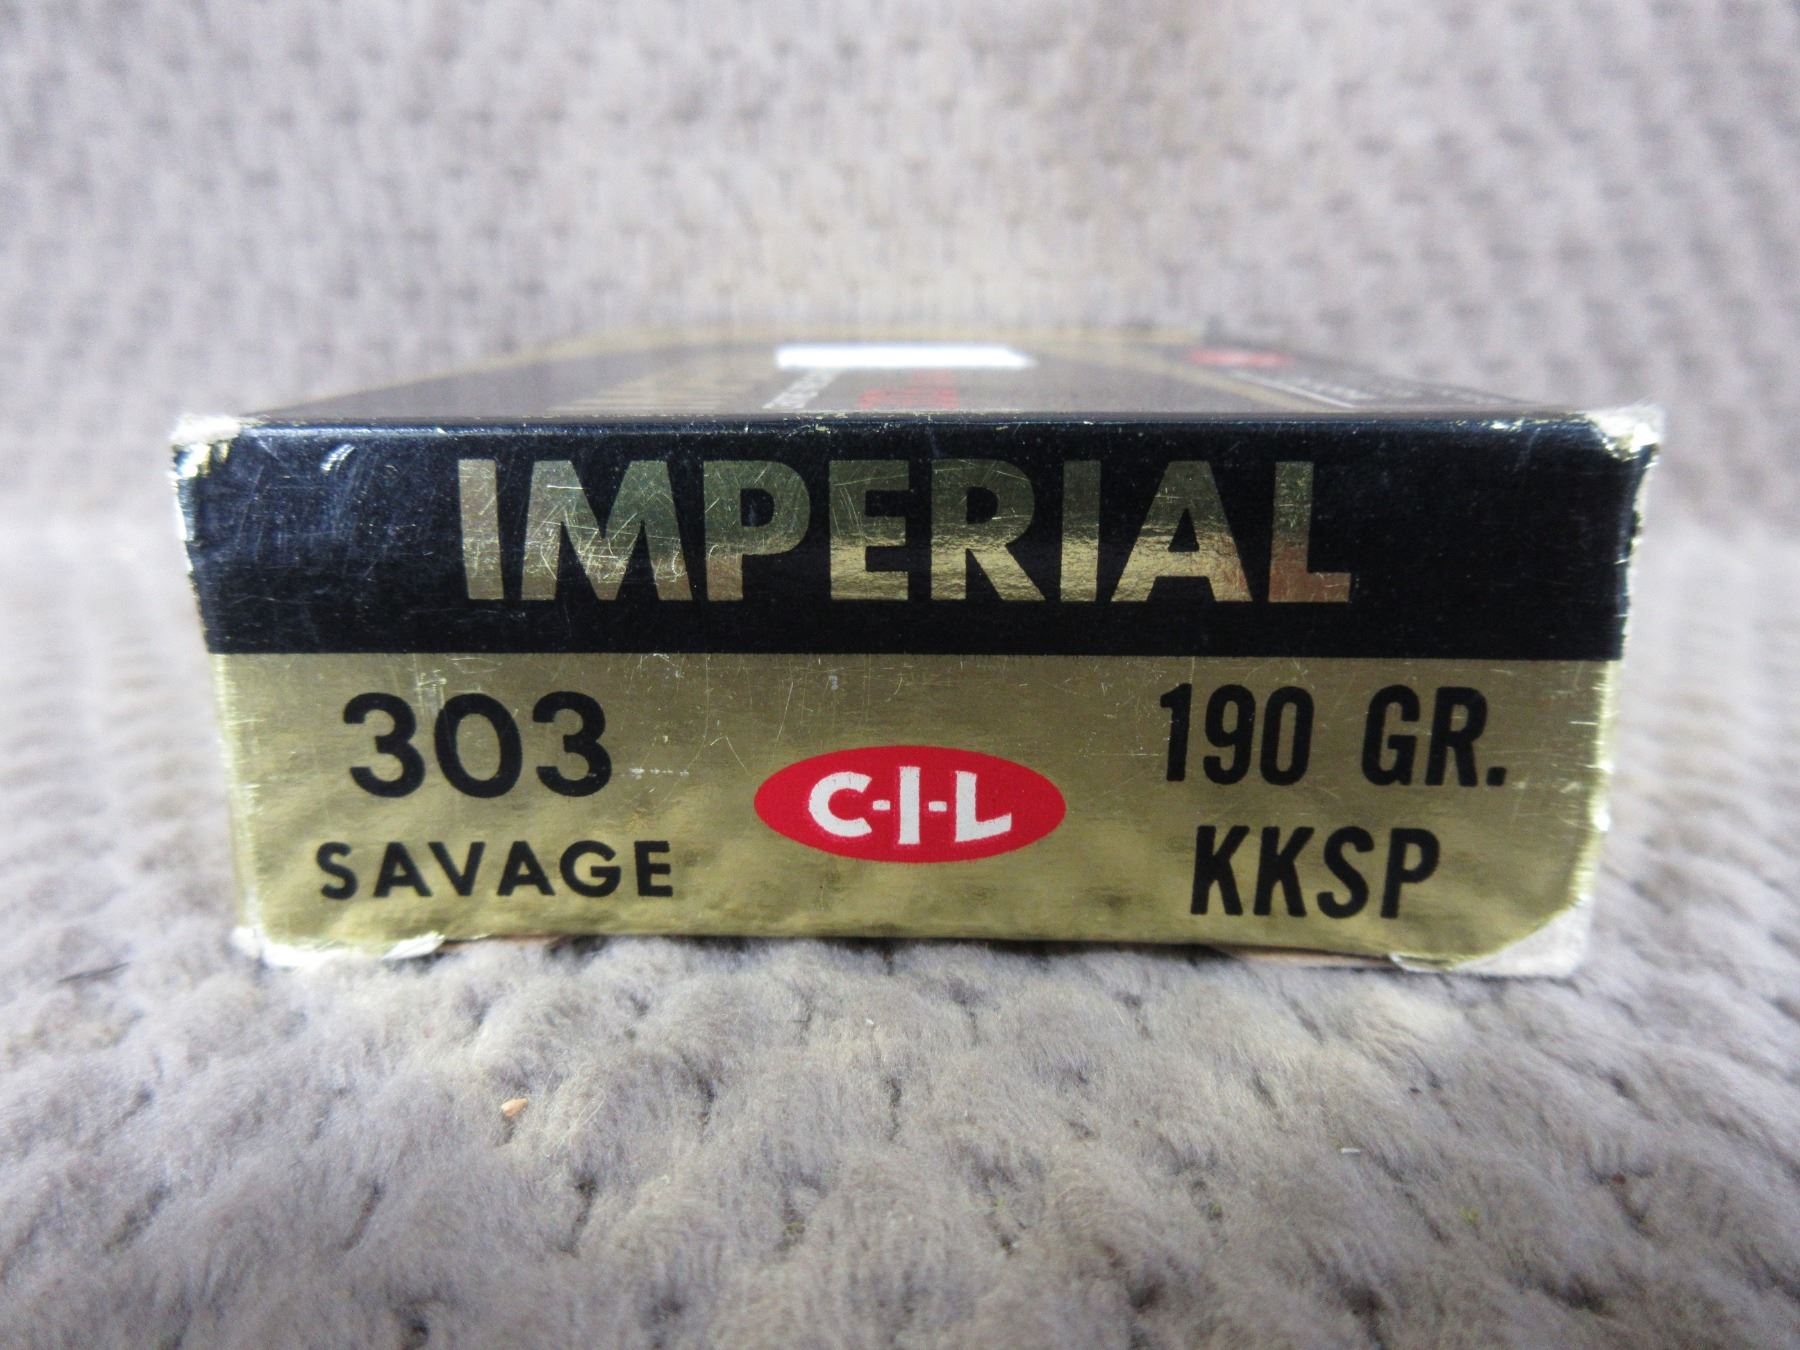 IMPERIAL
303
SAVAGE
C-I-L
190 GR.
KKSP